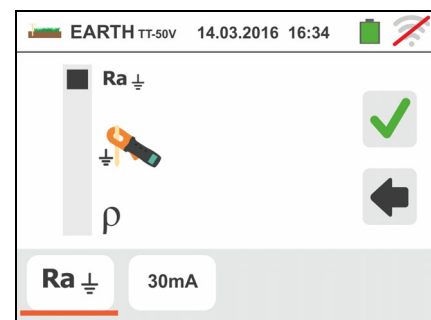 EARTH TT-50V 14.03.2016 16:34
Ra ⏚
ρ
Ra ⏚ 30mA